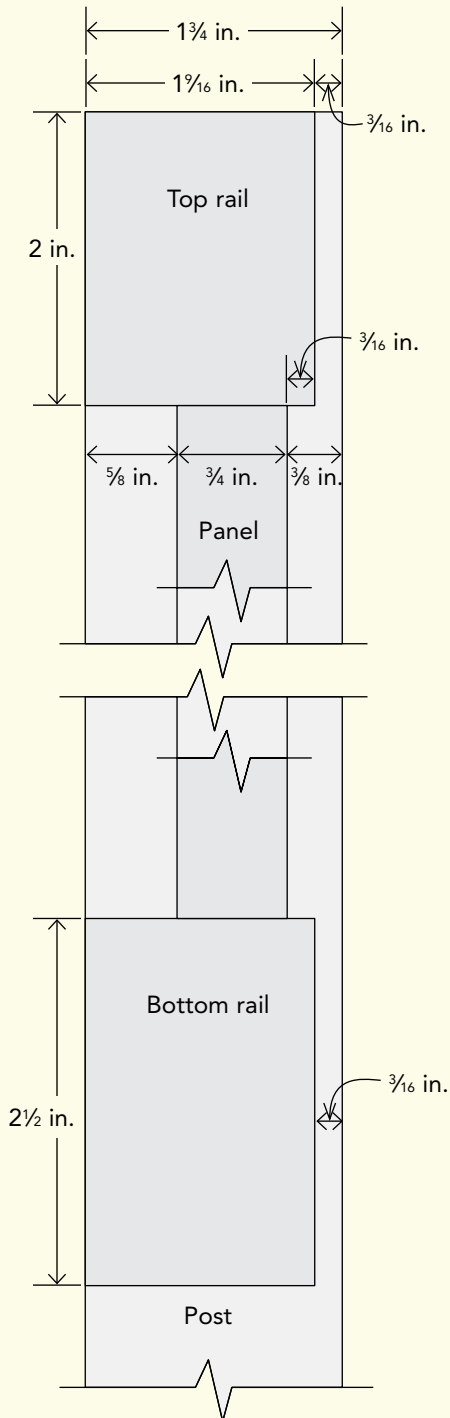 1¾ in.
1⁹⁄₁₆ in.
³⁄₁₆ in.
Top rail
2 in.
³⁄₁₆ in.
⅝ in.
¾ in.
⅜ in.
Panel
Bottom rail
³⁄₁₆ in.
2½ in.
Post